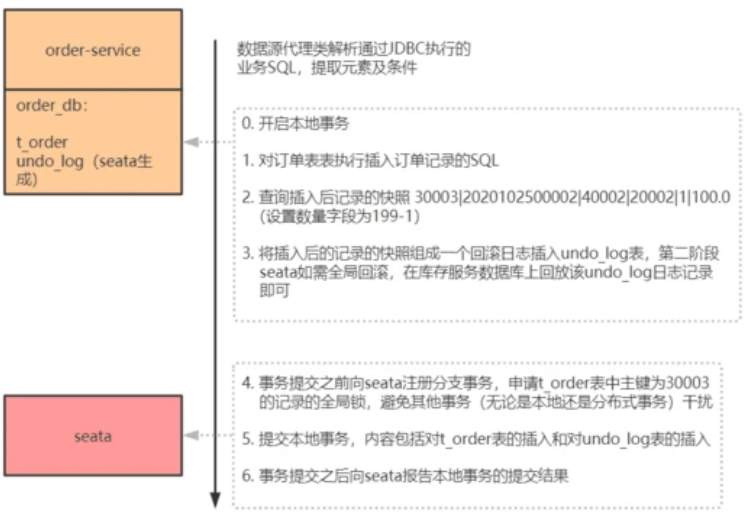 order-service
数据源代理类解析通过JDBC执行的
业务SQL，提取元素及条件
order_db：
t_order
undo_log（seata生
成）
0. 开启本地事务
1. 对订单表表执行插入订单记录的SQL
2. 查询插入后记录的快照 30003|2020102500002|40002|20002|1|100.0
（设置数量字段为199-1）
3. 将插入后的记录的快照组成一个回滚日志插入undo_log表，第二阶段
seata如需全局回滚，在库存服务数据库上回放该undo_log日志记录
即可
4. 事务提交之前向seata注册分支事务，申请t_order表中主键为30003
的记录的全局锁，避免其他事务（无论是本地还是分布式事务）干扰
seata
5. 提交本地事务，内容包括对t_order表的插入和对undo_log表的插入
6. 事务提交之后向seata报告本地事务的提交结果